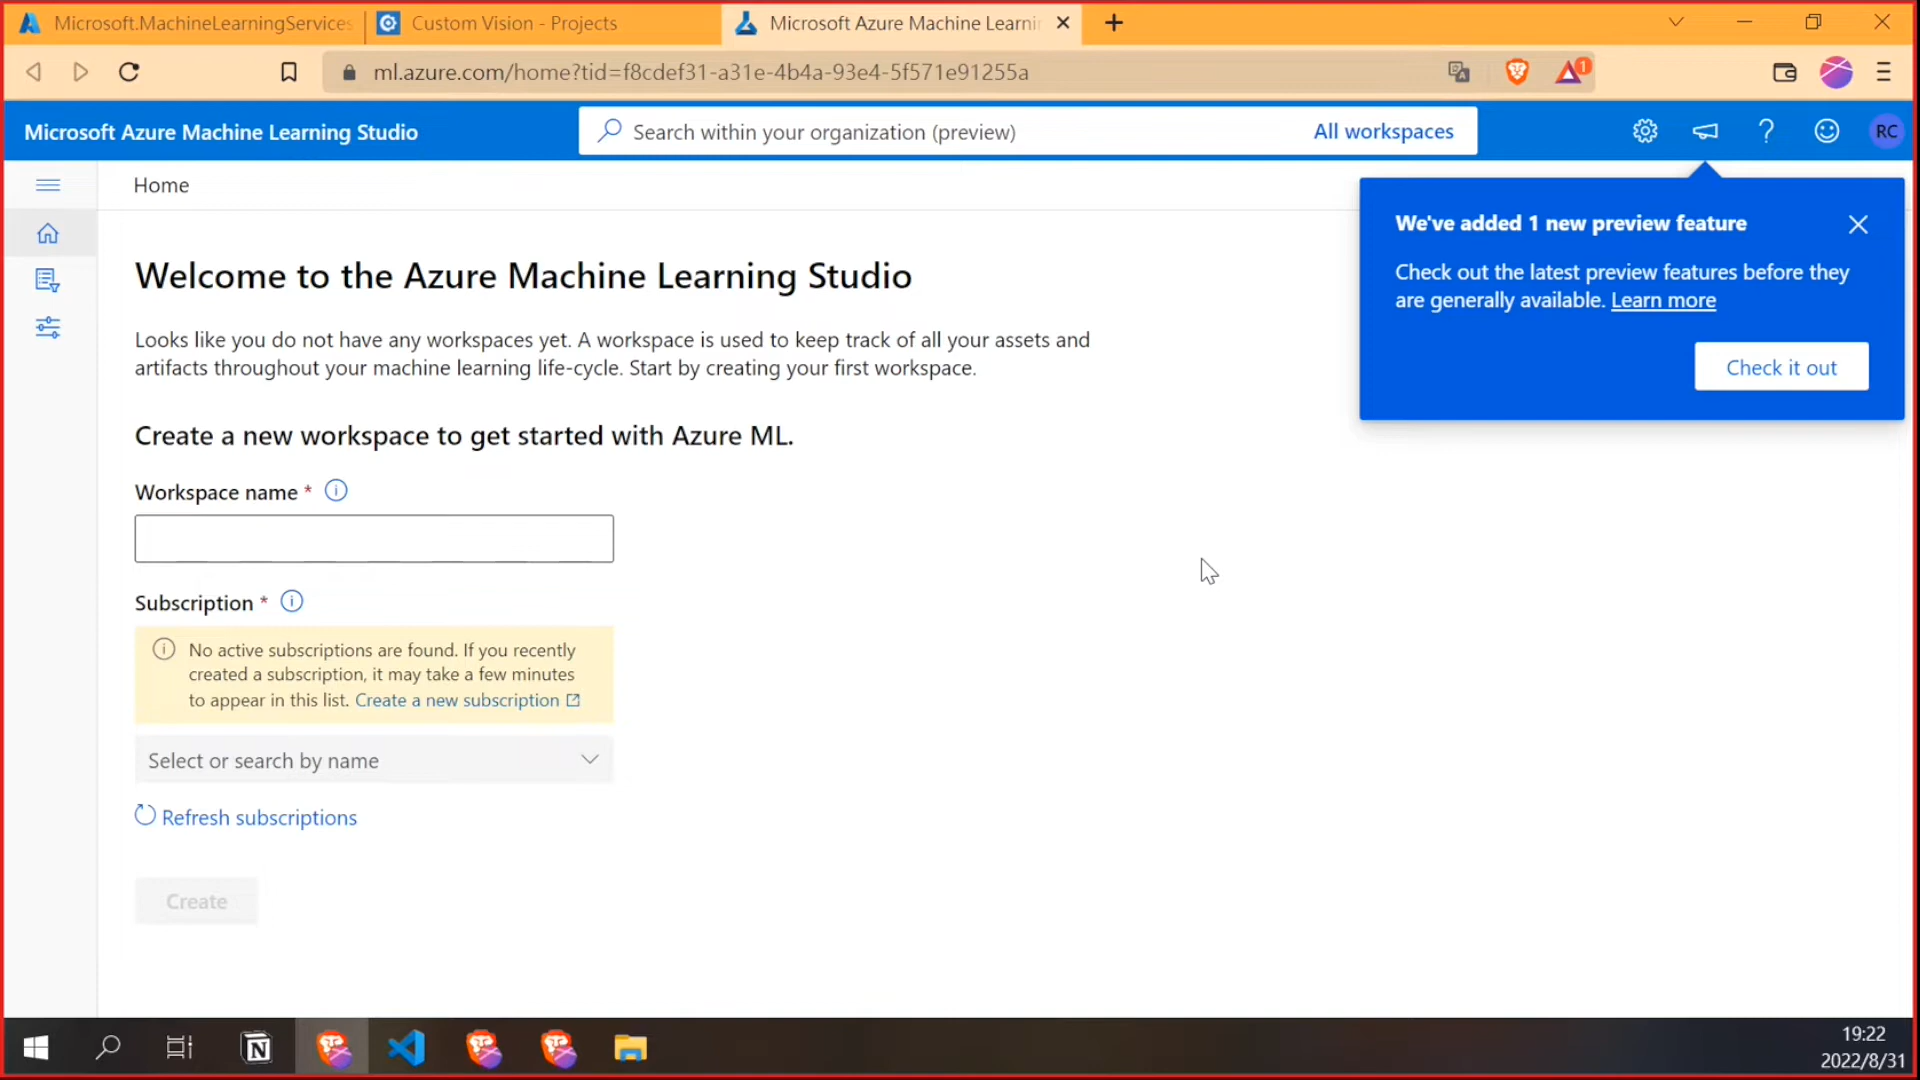 Microsoft.MachineLearningServices
Custom Vision - Projects
Microsoft Azure Machine Learnin
ml.azure.com/home?tid=f8cdef31-a31e-4b4a-93e4-5f571e91255a
1
Microsoft Azure Machine Learning Studio
Search within your organization (preview)
All workspaces
RC
Home
We've added 1 new preview feature
Check out the latest preview features before they
are generally available. Learn more
Check it out
Welcome to the Azure Machine Learning Studio
Looks like you do not have any workspaces yet. A workspace is used to keep track of all your assets and
artifacts throughout your machine learning life-cycle. Start by creating your first workspace.
Create a new workspace to get started with Azure ML.
Workspace name *
Subscription *
No active subscriptions are found. If you recently
created a subscription, it may take a few minutes
to appear in this list. Create a new subscription
Select or search by name
Refresh subscriptions
Create
19:22
2022/8/31